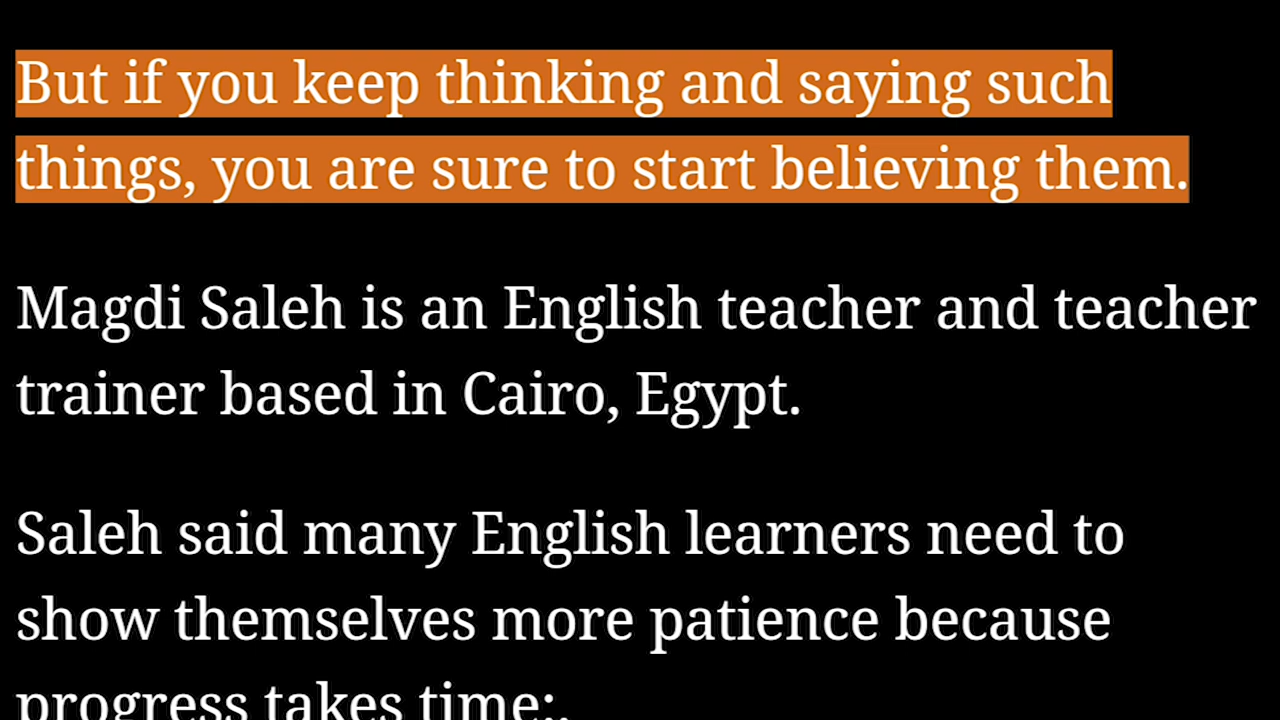 But if you keep thinking and saying such
things, you are sure to start believing them.
Magdi Saleh is an English teacher and teacher
trainer based in Cairo, Egypt.
Saleh said many English learners need to
show themselves more patience because
progress takes time:.